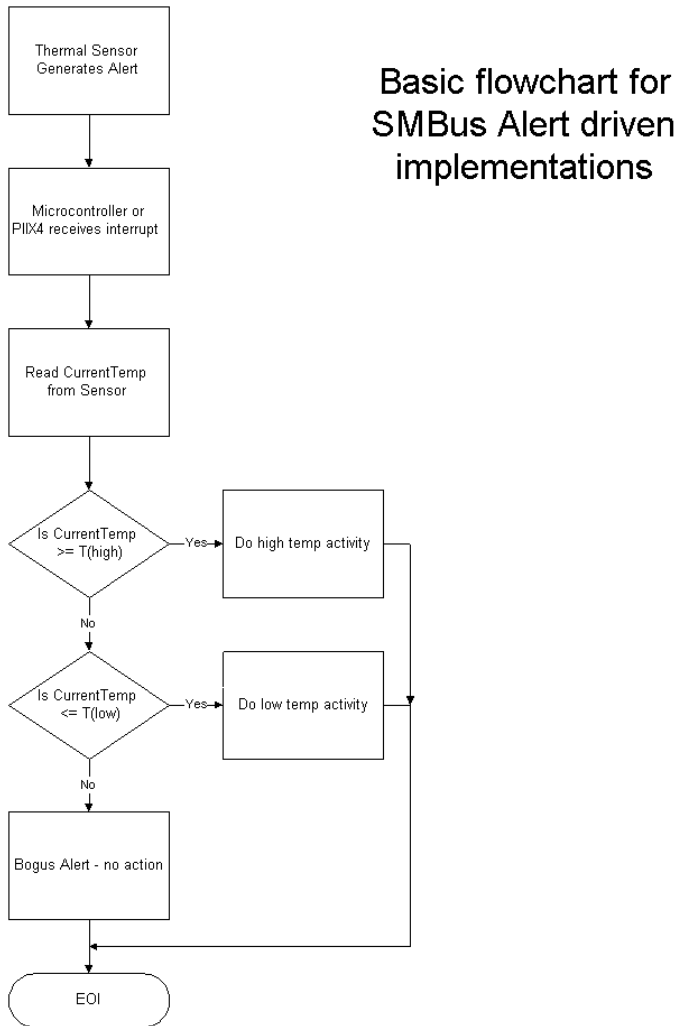 Basic flowchart for
SMBus Alert driven
implementations
Thermal Sensor
Generates Alert
Microcontroller or
PIIX4 receives interrupt
Read CurrentTemp
from Sensor
Is CurrentTemp
>= T(high)
Yes
Do high temp activity
No
Is CurrentTemp
<= T(low)
Yes
Do low temp activity
No
Bogus Alert - no action
EOI